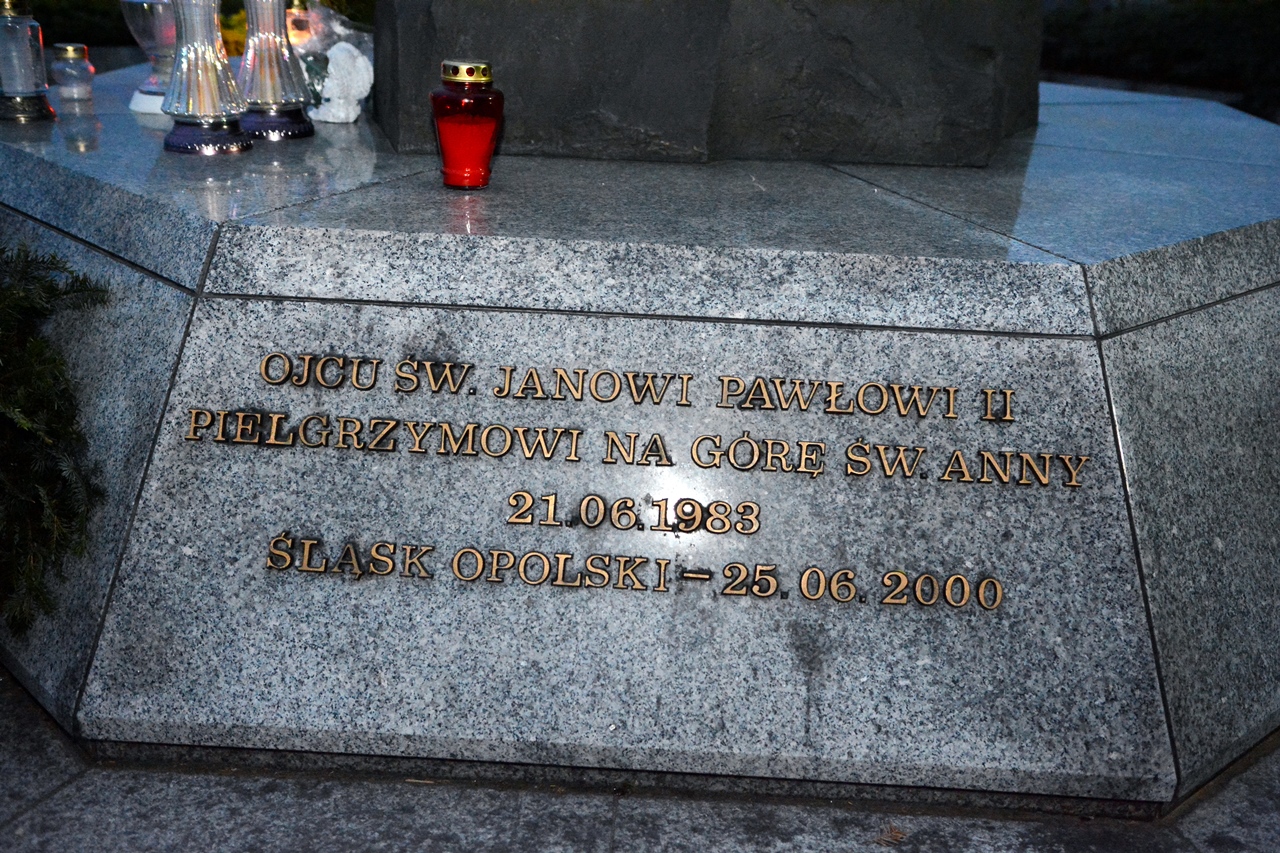 OJCU ŚW. JANOWI PAWŁOWI II
PIELGRZYMOWI NA GÓRĘ ŚW. ANNY
21.06.1983
ŚLĄSK OPOLSKI – 25.06.2000